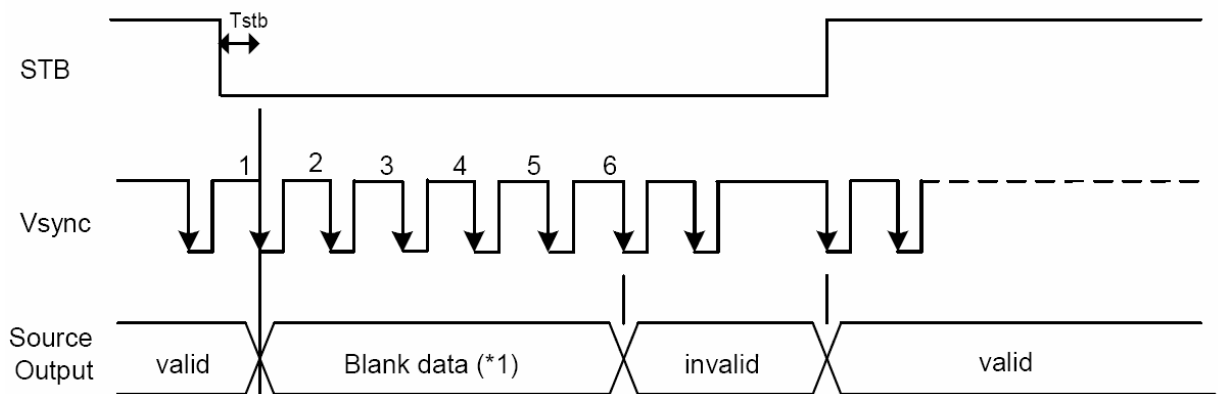 Tstb
STB
1 2 3 4 5 6
Vsync
Source
Output
valid Blank data (*1) invalid valid